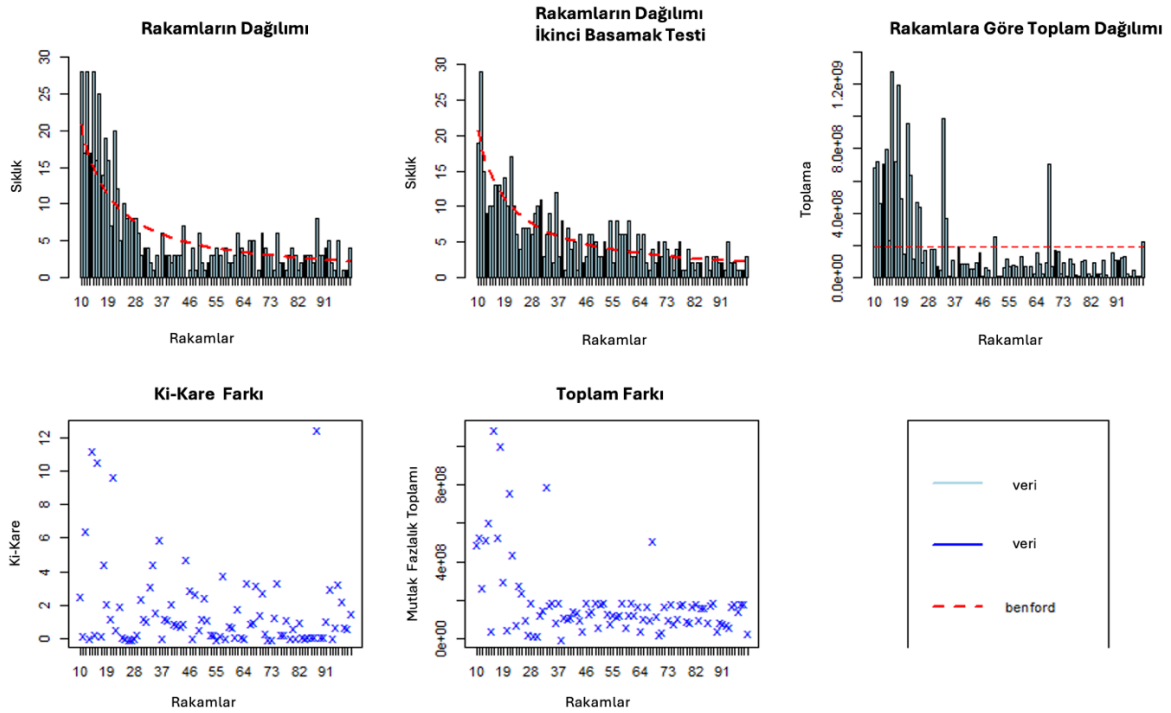 Rakamların Dağılımı
30
25
20
15
10
5
0
Sıklık
10 19 28 37 46 55 64 73 82 91
Rakamlar
Rakamların Dağılımı
İkinci Basamak Testi
30
25
20
15
10
5
0
Sıklık
10 19 28 37 46 55 64 73 82 91
Rakamlar
Rakamlara Göre Toplam Dağılımı
1.2e+09
8.0e+08
4.0e+08
0.0e+00
Toplama
10 19 28 37 46 55 64 73 82 91
Rakamlar
Ki-Kare Farkı
12
10
8
6
4
2
0
Ki-Kare
10 19 28 37 46 55 64 73 82 91
Rakamlar
Toplam Farkı
8e+08
4e+08
0e+00
Mutlak Fazlalık Toplamı
10 19 28 37 46 55 64 73 82 91
Rakamlar
veri
veri
benford